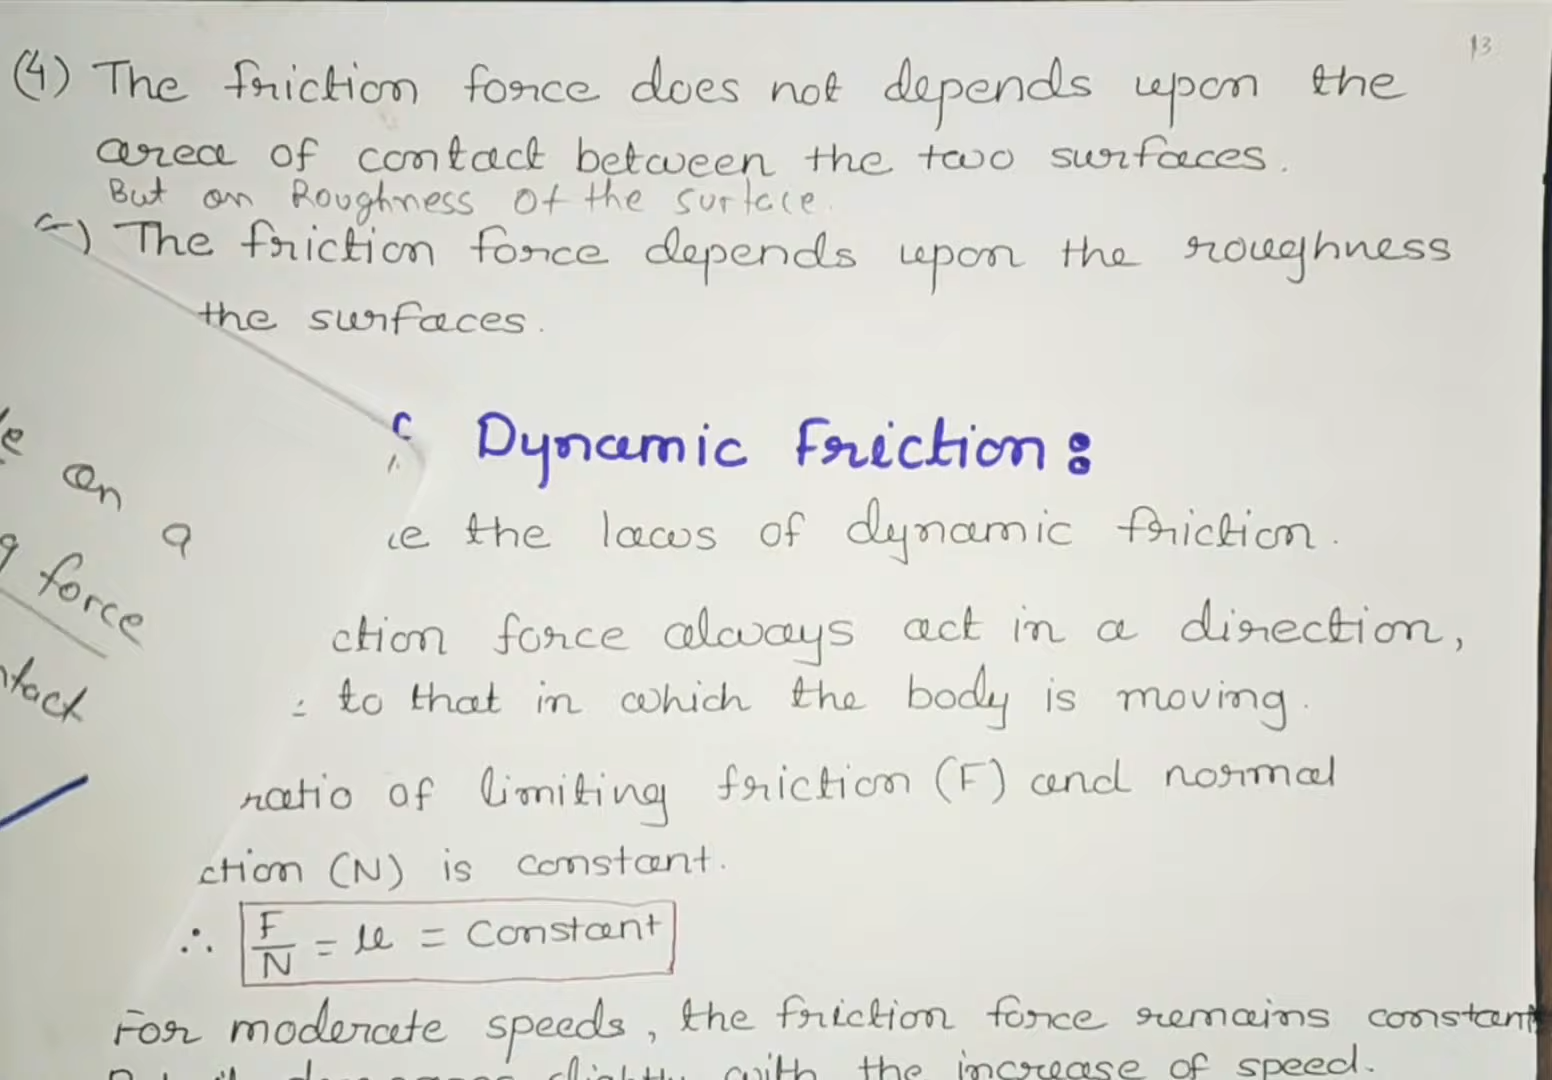 13
(4) The friction force does not depends upon the
area of contact between the two surfaces.
But on Roughness of the surface.
) The friction force depends upon the roughness
the surfaces.
Dynamic Friction:
the laws of dynamic friction.
ction force always act in a direction,
to that in which the body is moving.
ratio of limiting friction (F) and normal
ction (N) is constant.
∴ F/N = μ = Constant
For moderate speeds, the friction force remains constant
slightly with the increase of speed.
an
a
force
ntact